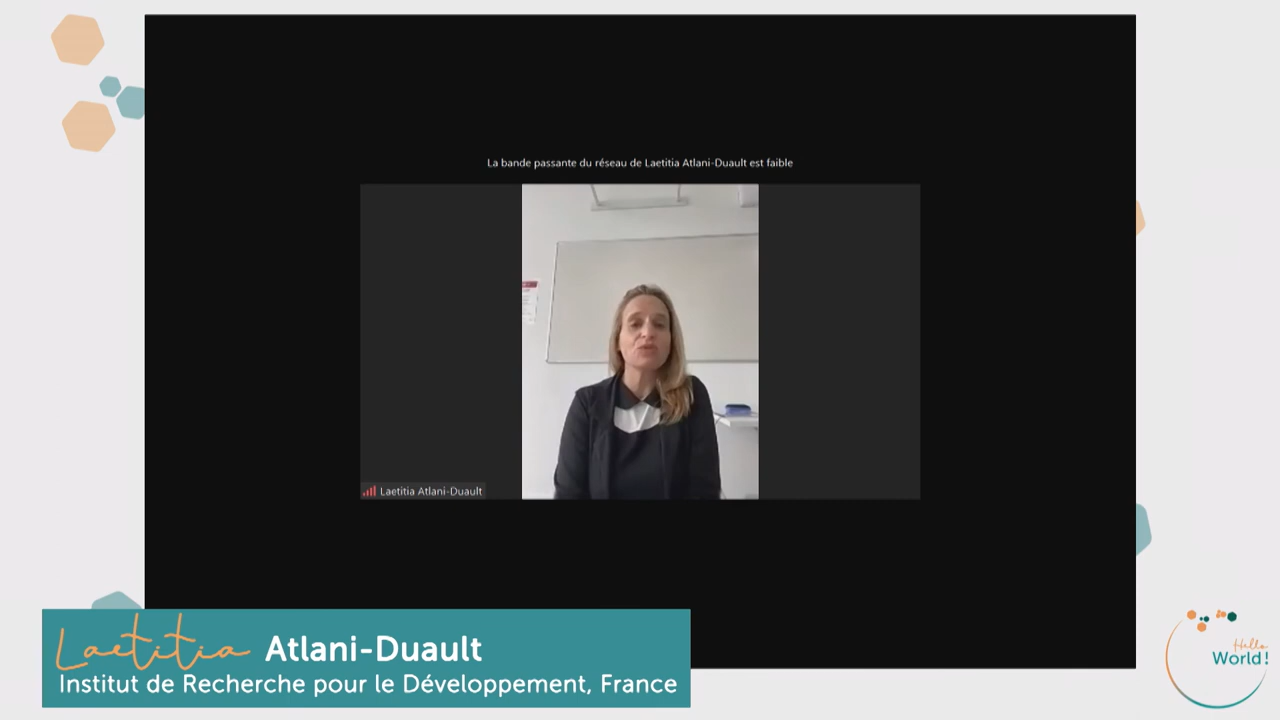 La bande passante du réseau de Laetitia Atlani-Duault est faible
Laetitia Atlani-Duault
Laetitia Atlani-Duault
Institut de Recherche pour le Développement, France
Hello
World!